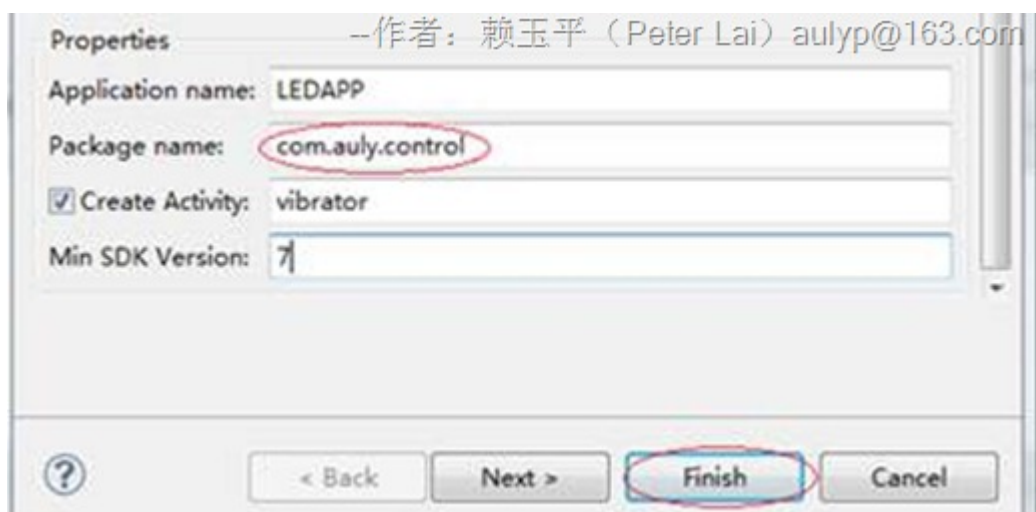 --作者：赖玉平（Peter Lai）aulyp@163.com
Properties
Application name: LEDAPP
Package name: com.auly.control
Create Activity: vibrator
Min SDK Version: 7
?
< Back Next > Finish Cancel